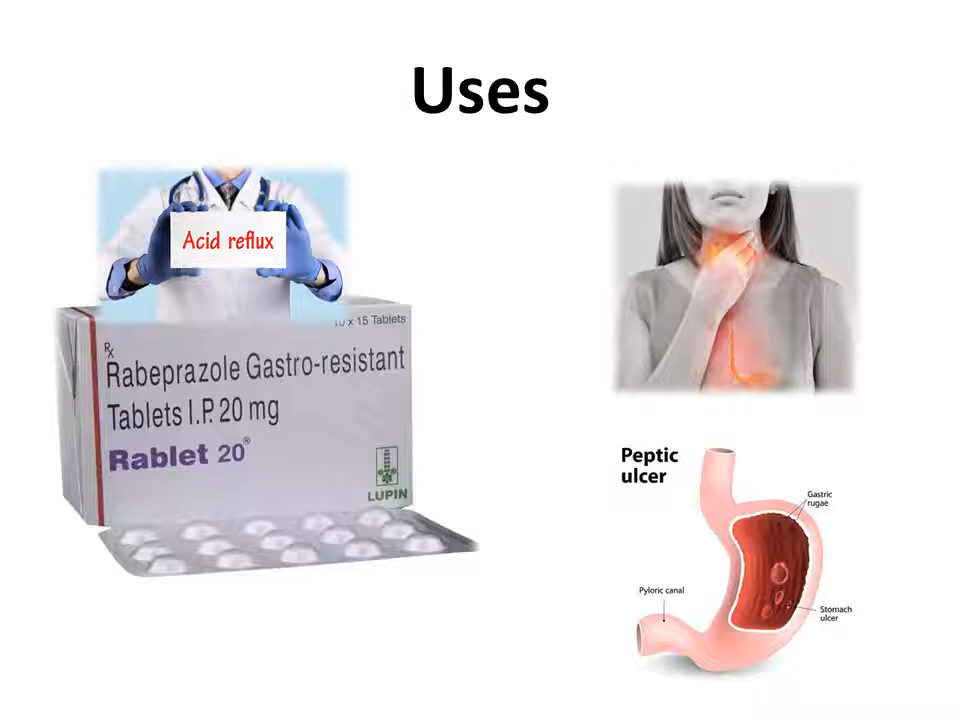 Uses
Acid reflux
10 x 15 Tablets
Rx
Rabeprazole Gastro-resistant
Tablets I.P. 20 mg
Rablet 20®
LUPIN
Peptic
ulcer
Gastric
rugae
Pyloric canal
Stomach
ulcer